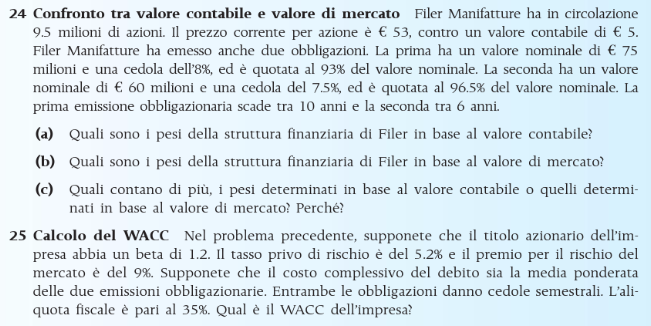 24 Confronto tra valore contabile e valore di mercato Filer Manifatture ha in circolazione
9.5 milioni di azioni. Il prezzo corrente per azione è € 53, contro un valore contabile di € 5.
Filer Manifatture ha emesso anche due obbligazioni. La prima ha un valore nominale di € 75
milioni e una cedola dell'8%, ed è quotata al 93% del valore nominale. La seconda ha un valore
nominale di € 60 milioni e una cedola del 7.5%, ed è quotata al 96.5% del valore nominale. La
prima emissione obbligazionaria scade tra 10 anni e la seconda tra 6 anni.
(a) Quali sono i pesi della struttura finanziaria di Filer in base al valore contabile?
(b) Quali sono i pesi della struttura finanziaria di Filer in base al valore di mercato?
(c) Quali contano di più, i pesi determinati in base al valore contabile o quelli determi-
nati in base al valore di mercato? Perché?
25 Calcolo del WACC Nel problema precedente, supponete che il titolo azionario dell'im-
presa abbia un beta di 1.2. Il tasso privo di rischio è del 5.2% e il premio per il rischio del
mercato è del 9%. Supponete che il costo complessivo del debito sia la media ponderata
delle due emissioni obbligazionarie. Entrambe le obbligazioni danno cedole semestrali. L'ali-
quota fiscale è pari al 35%. Qual è il WACC dell'impresa?